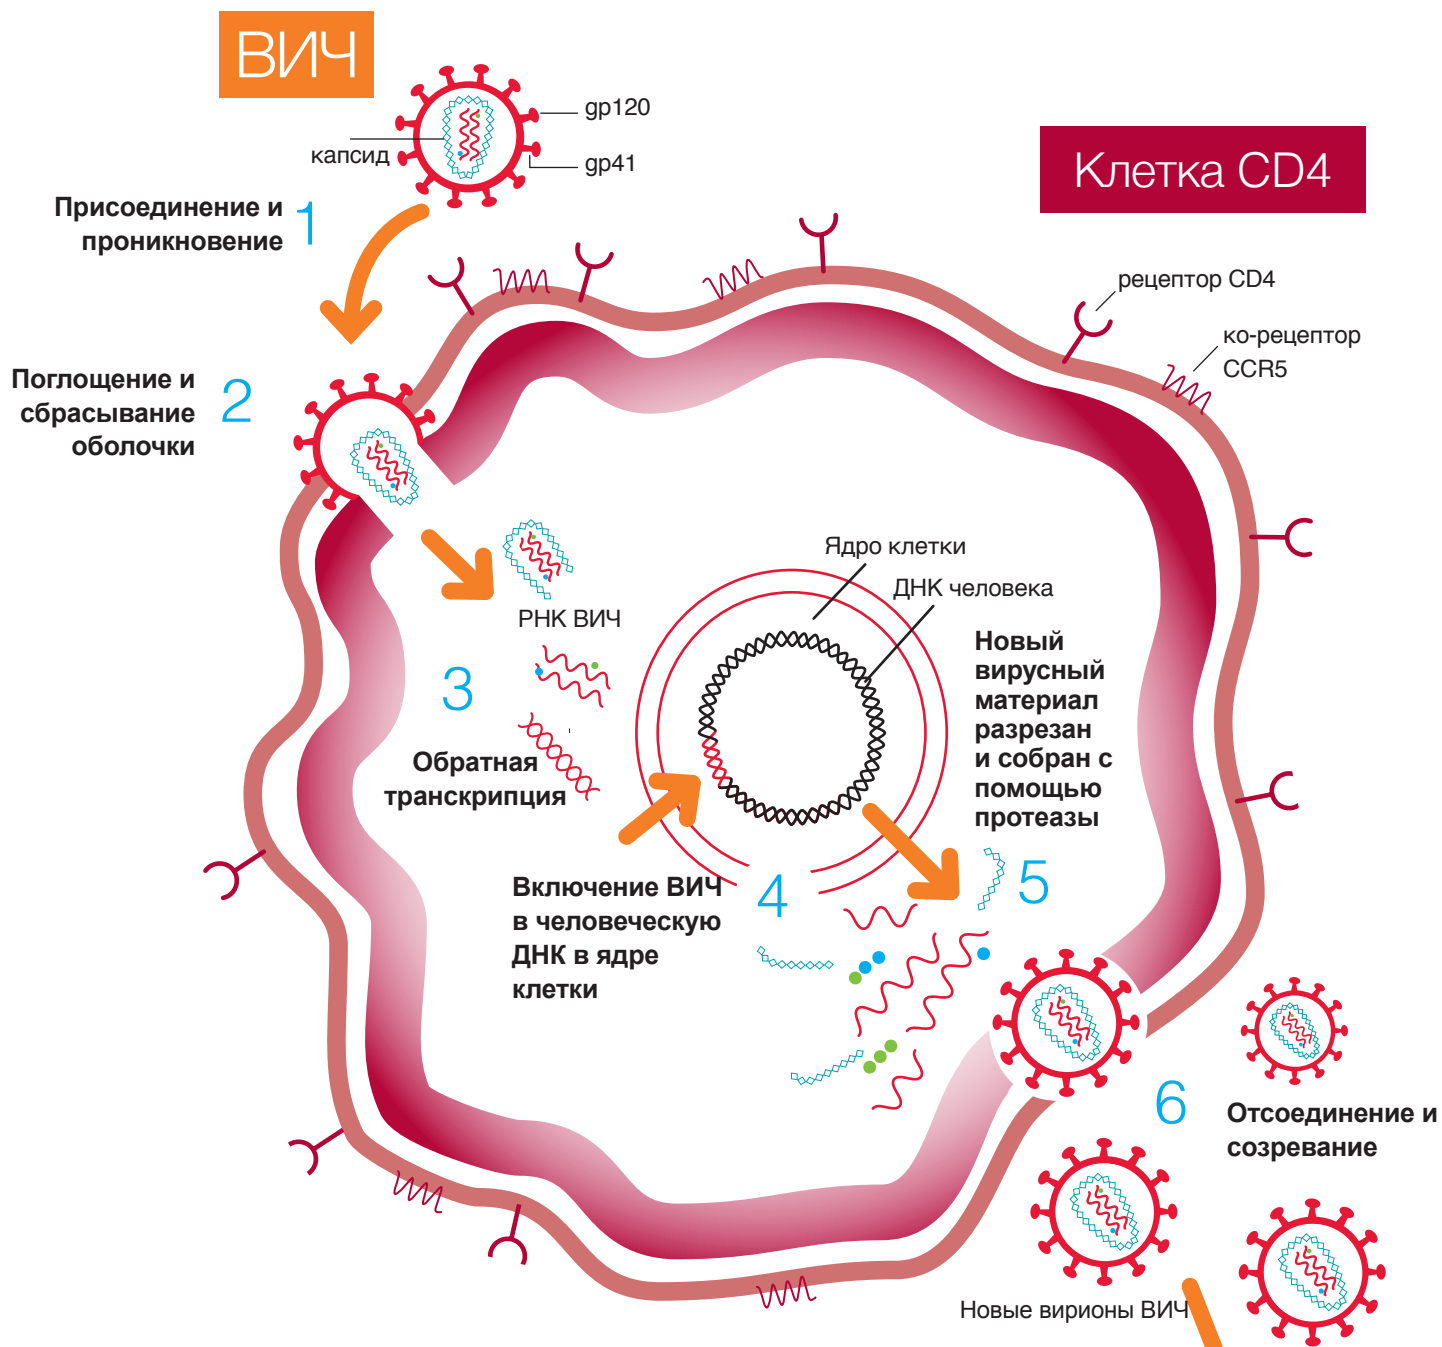 ВИЧ
gp120
капсид
gp41
Клетка CD4
Присоединение и
проникновение
1
рецептор CD4
ко-рецептор
CCR5
Поглощение и
сбрасывание
оболочки
2
Ядро клетки
ДНК человека
РНК ВИЧ
3
Обратная
транскрипция
Новый
вирусный
материал
разрезан
и собран с
помощью
протеазы
5
Включение ВИЧ
в человеческую
ДНК в ядре
клетки
4
6
Отсоединение и
созревание
Новые вирионы ВИЧ